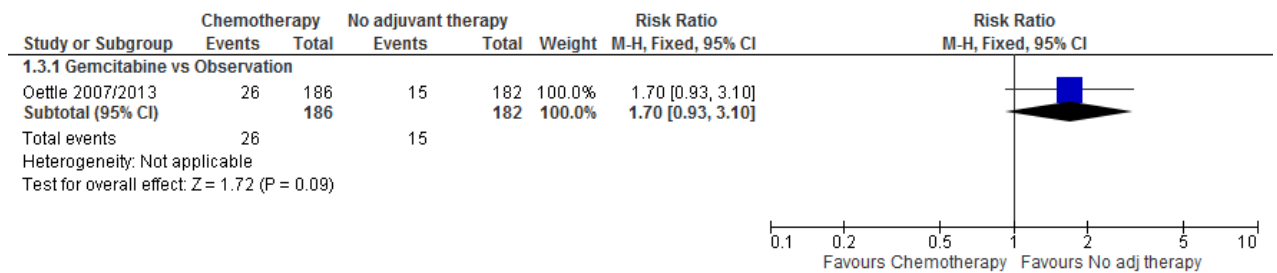 Chemotherapy No adjuvant therapy Risk Ratio Risk Ratio
Study or Subgroup Events Total Events Total Weight M-H, Fixed, 95% CI M-H, Fixed, 95% CI
1.3.1 Gemcitabine vs Observation
Oettle 2007/2013 26 186 15 182 100.0% 1.70 [0.93, 3.10]
Subtotal (95% CI) 186 182 100.0% 1.70 [0.93, 3.10]
Total events 26 15
Heterogeneity: Not applicable
Test for overall effect: Z = 1.72 (P = 0.09)
0.1 0.2 0.5 1 2 5 10
Favours Chemotherapy Favours No adj therapy